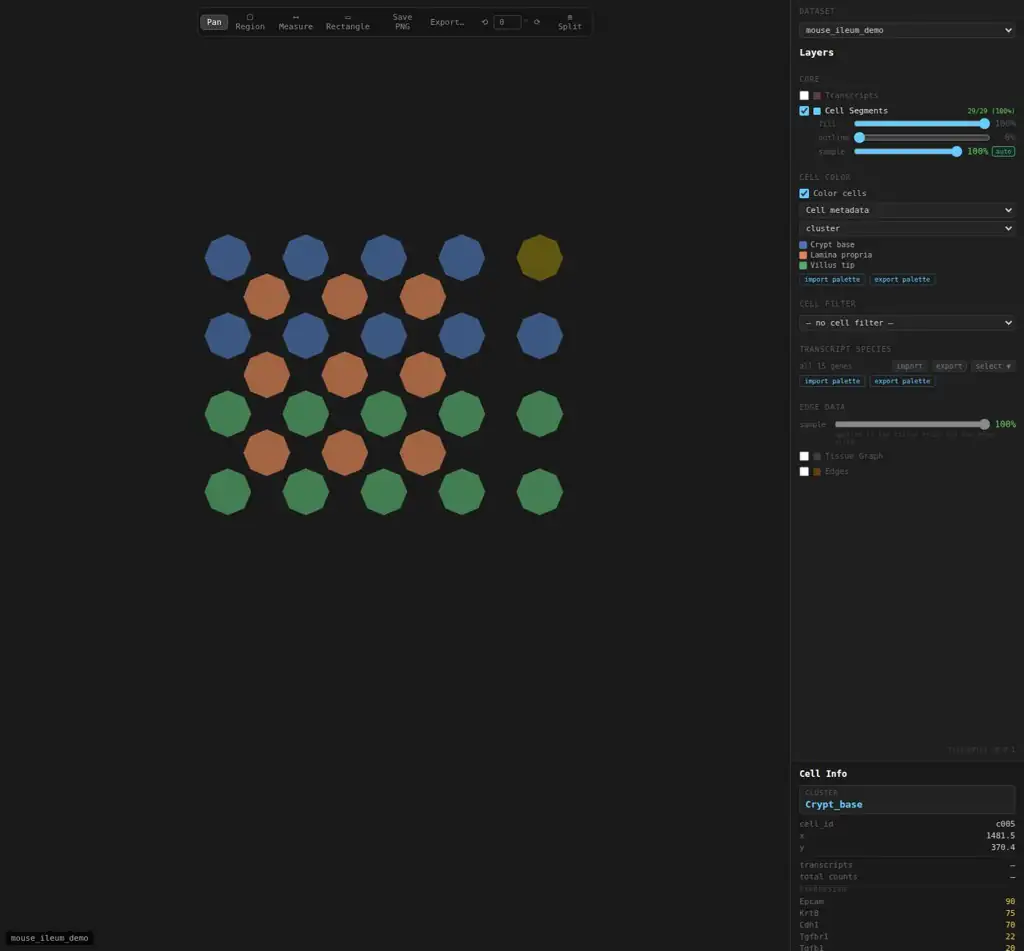 Pan
Region
Measure
Rectangle
Save PNG
Export…
0 °
Split
DATASET
mouse_ileum_demo
Layers
CORE
Transcripts
Cell Segments 29/29 (100%)
fill 100%
outline 0%
sample 100% auto
CELL COLOR
Color cells
Cell metadata
cluster
Crypt base
Lamina propria
Villus tip
import palette export palette
CELL FILTER
— no cell filter —
TRANSCRIPT SPECIES
all 15 genes import export select ▾
import palette export palette
EDGE DATA
sample 100%
Tissue Graph
Edges
Cell Info
CLUSTER
Crypt_base
cell_id c005
x 1481.5
y 370.4
transcripts —
total counts —
Epcam 90
Krt8 75
Cdh1 70
Tgfbr1 22
Tgfb1 20
mouse_ileum_demo